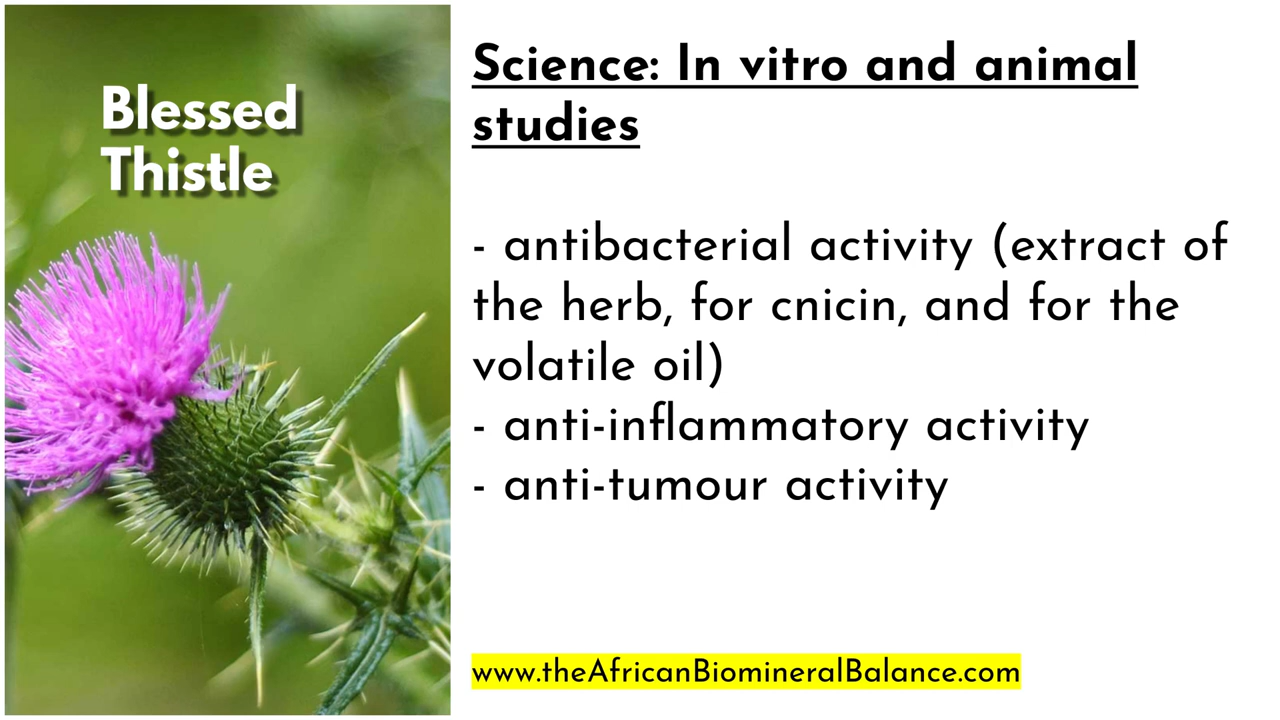 Blessed
Thistle
Science: In vitro and animal
studies
- antibacterial activity (extract of
the herb, for cnicin, and for the
volatile oil)
- anti-inflammatory activity
- anti-tumour activity
www.theAfricanBiomineralBalance.com